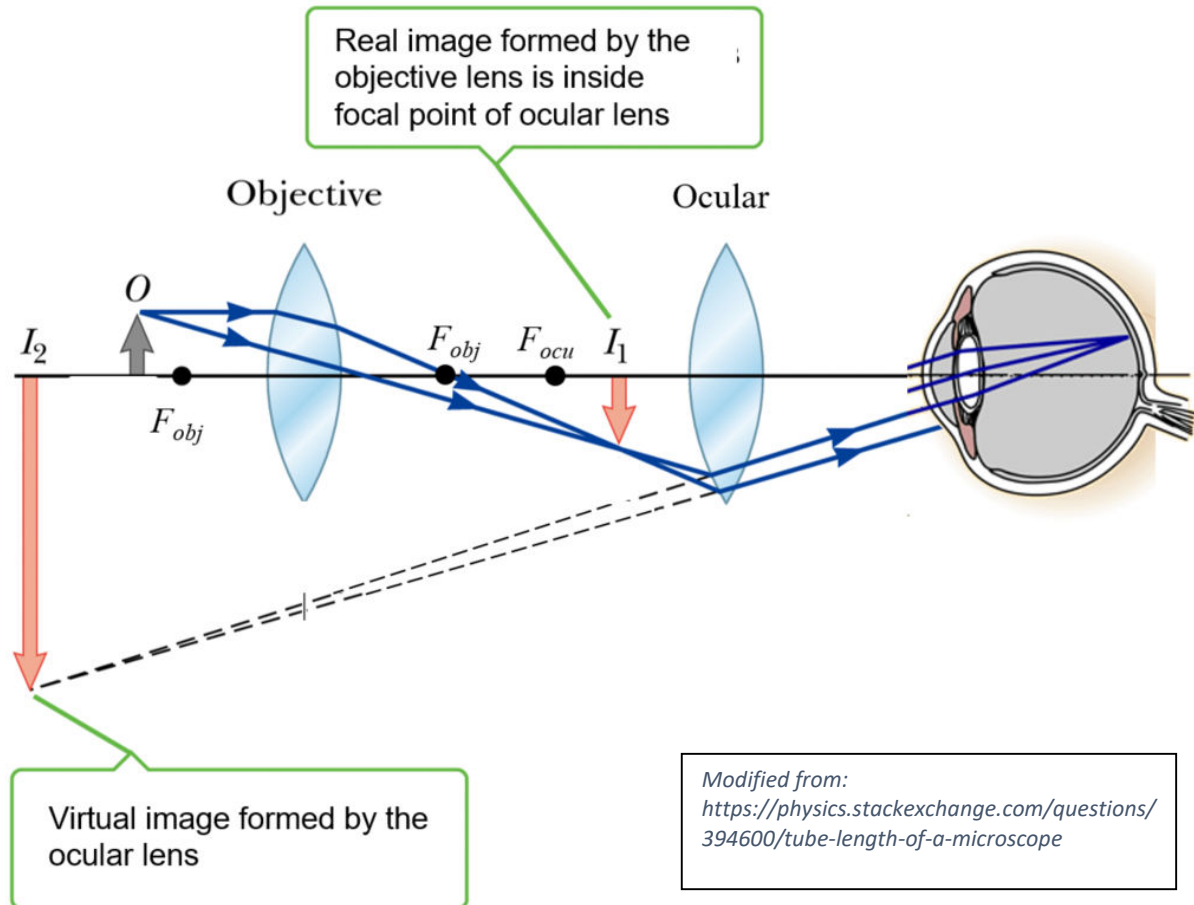 Real image formed by the
objective lens is inside
focal point of ocular lens
Objective
Ocular
O
I2
Fobj
Focu
I1
Fobj
Virtual image formed by the
ocular lens
Modified from:
https://physics.stackexchange.com/questions/
394600/tube-length-of-a-microscope